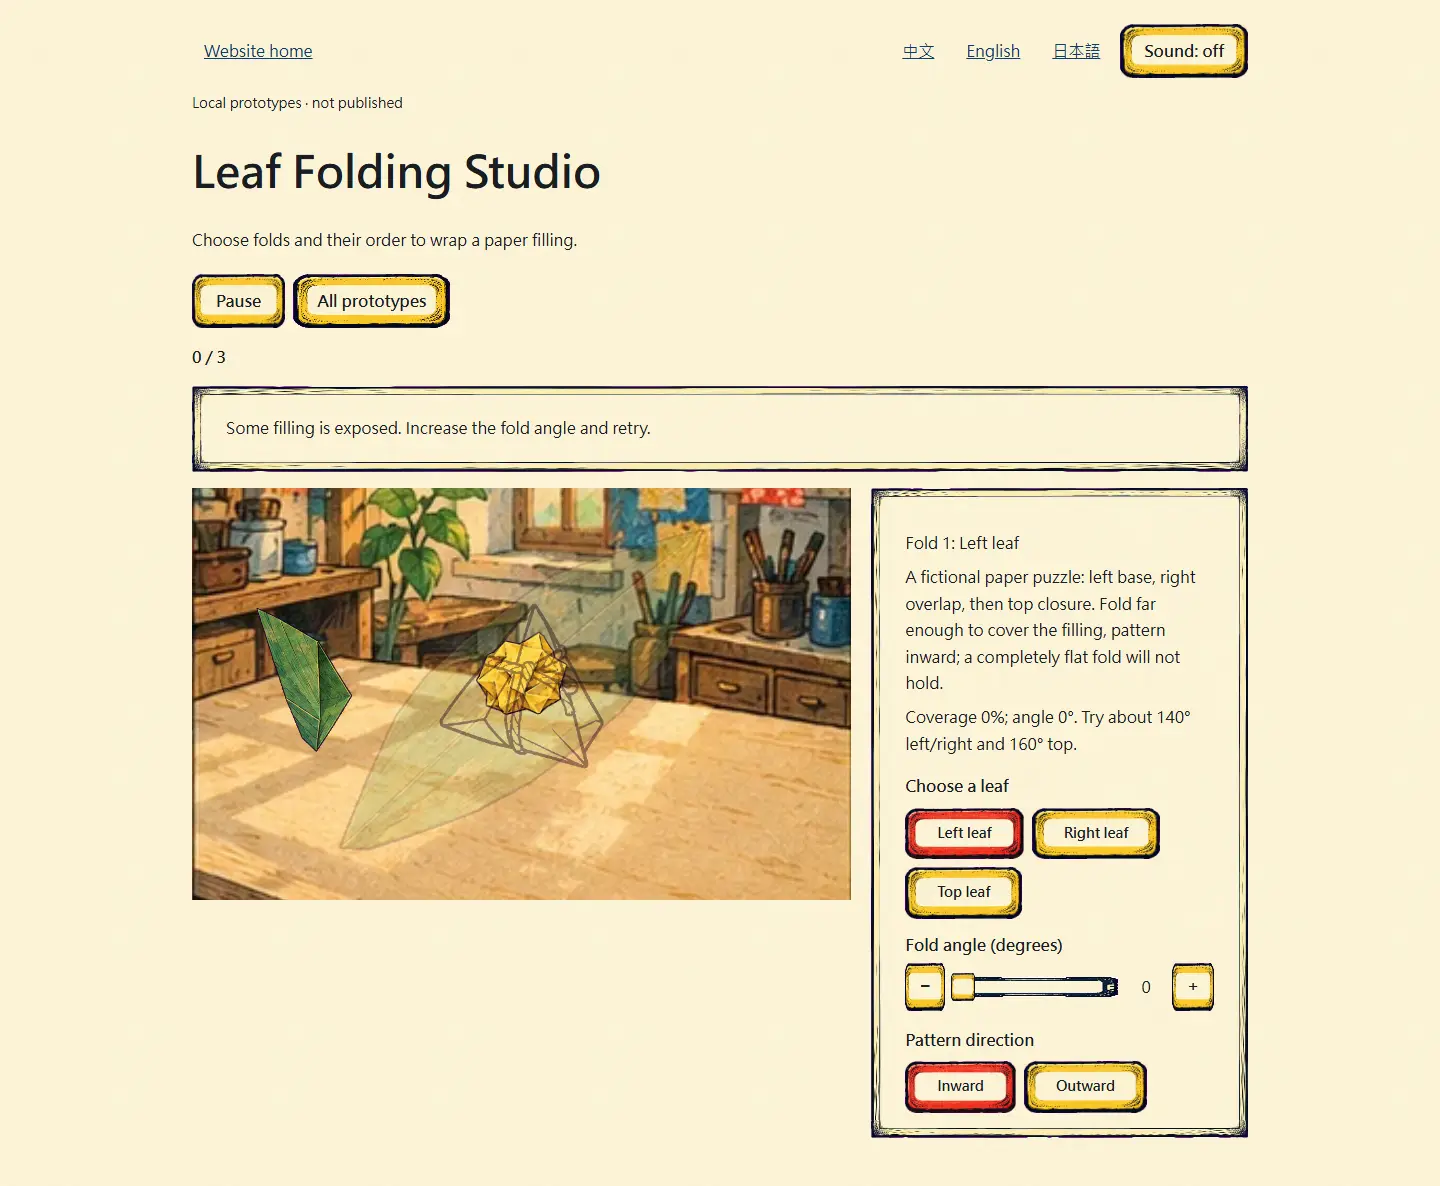 Website home
中文
English
日本語
Sound: off
Local prototypes · not published
Leaf Folding Studio
Choose folds and their order to wrap a paper filling.
Pause
All prototypes
0 / 3
Some filling is exposed. Increase the fold angle and retry.
Fold 1: Left leaf
A fictional paper puzzle: left base, right
overlap, then top closure. Fold far
enough to cover the filling, pattern
inward; a completely flat fold will not
hold.
Coverage 0%; angle 0°. Try about 140°
left/right and 160° top.
Choose a leaf
Left leaf
Right leaf
Top leaf
Fold angle (degrees)
−
0
+
Pattern direction
Inward
Outward